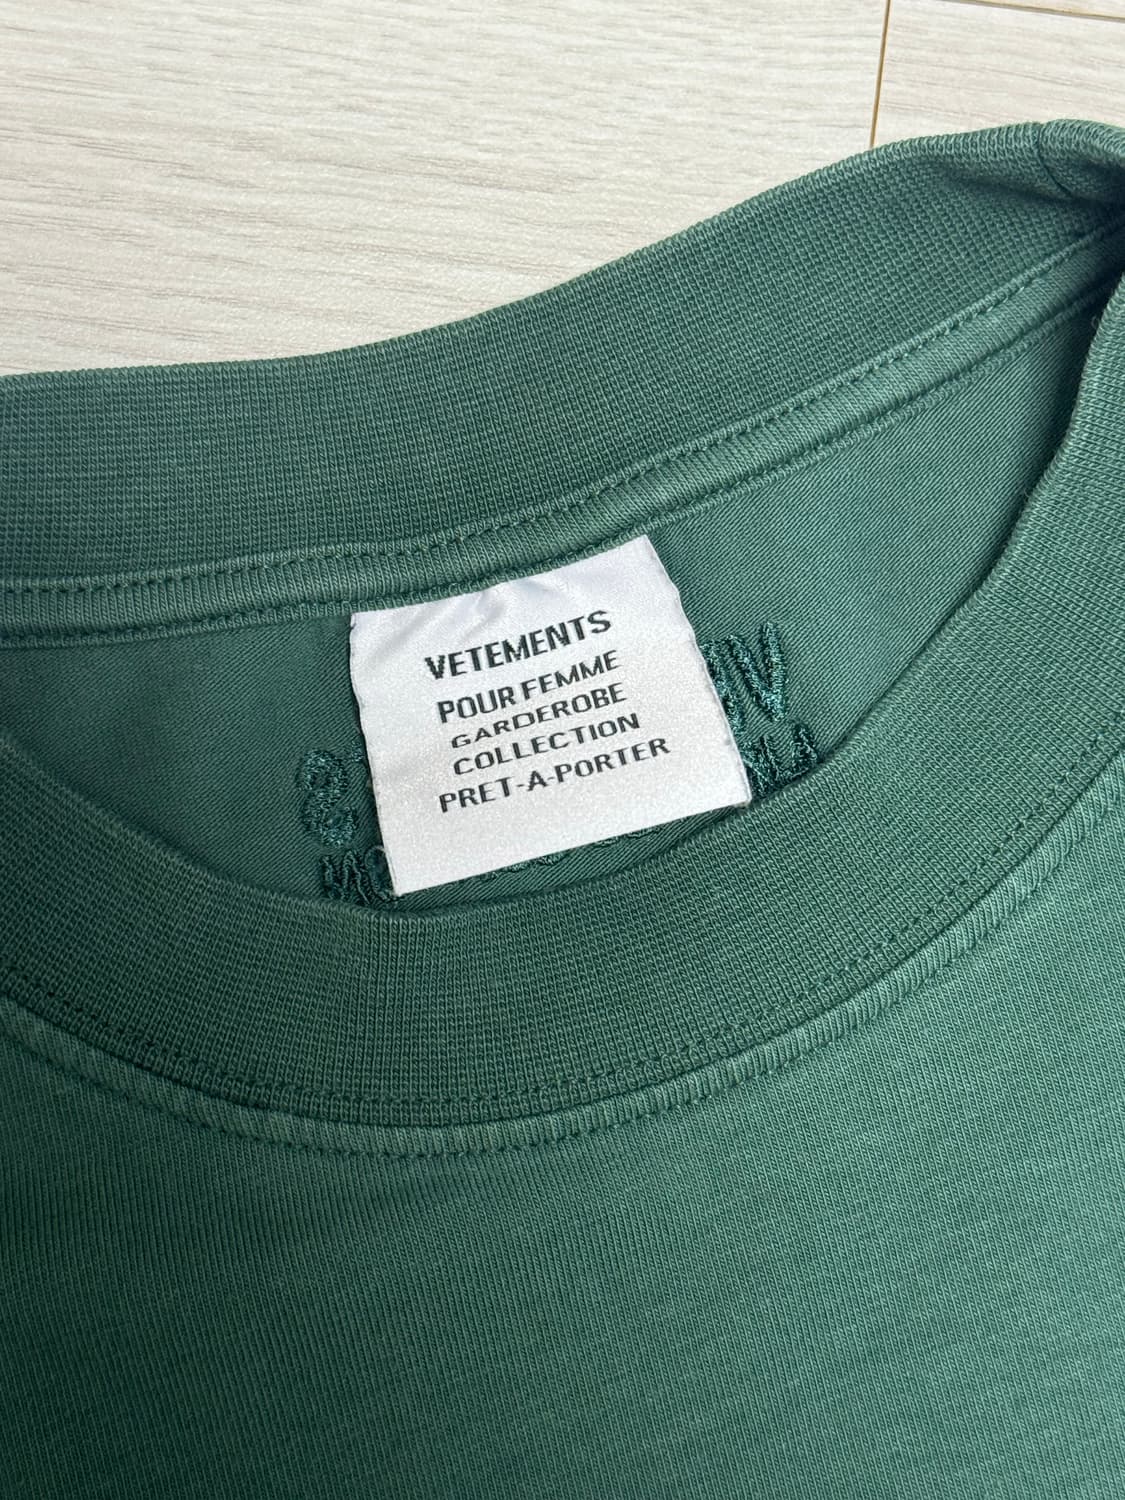 VETEMENTS
POUR FEMME
GARDEROBE
COLLECTION
PRET-A-PORTER